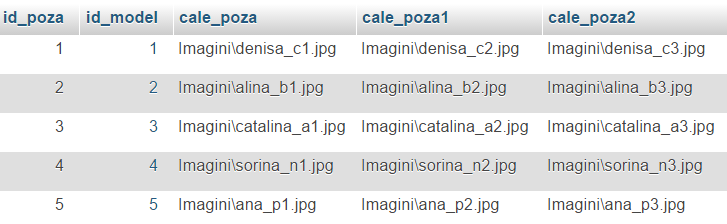 id_poza id_model cale_poza cale_poza1 cale_poza2
1 1 Imagini\denisa_c1.jpg Imagini\denisa_c2.jpg Imagini\denisa_c3.jpg
2 2 Imagini\alina_b1.jpg Imagini\alina_b2.jpg Imagini\alina_b3.jpg
3 3 Imagini\catalina_a1.jpg Imagini\catalina_a2.jpg Imagini\catalina_a3.jpg
4 4 Imagini\sorina_n1.jpg Imagini\sorina_n2.jpg Imagini\sorina_n3.jpg
5 5 Imagini\ana_p1.jpg Imagini\ana_p2.jpg Imagini\ana_p3.jpg